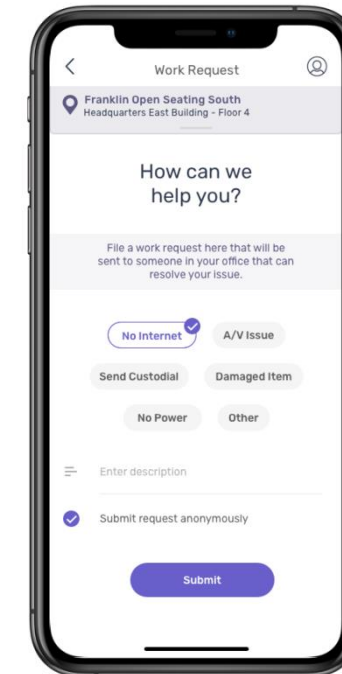 Work Request
Franklin Open Seating South
Headquarters East Building - Floor 4
How can we
help you?
File a work request here that will be
sent to someone in your office that can
resolve your issue.
No Internet
A/V Issue
Send Custodial
Damaged Item
No Power
Other
Enter description
Submit request anonymously
Submit